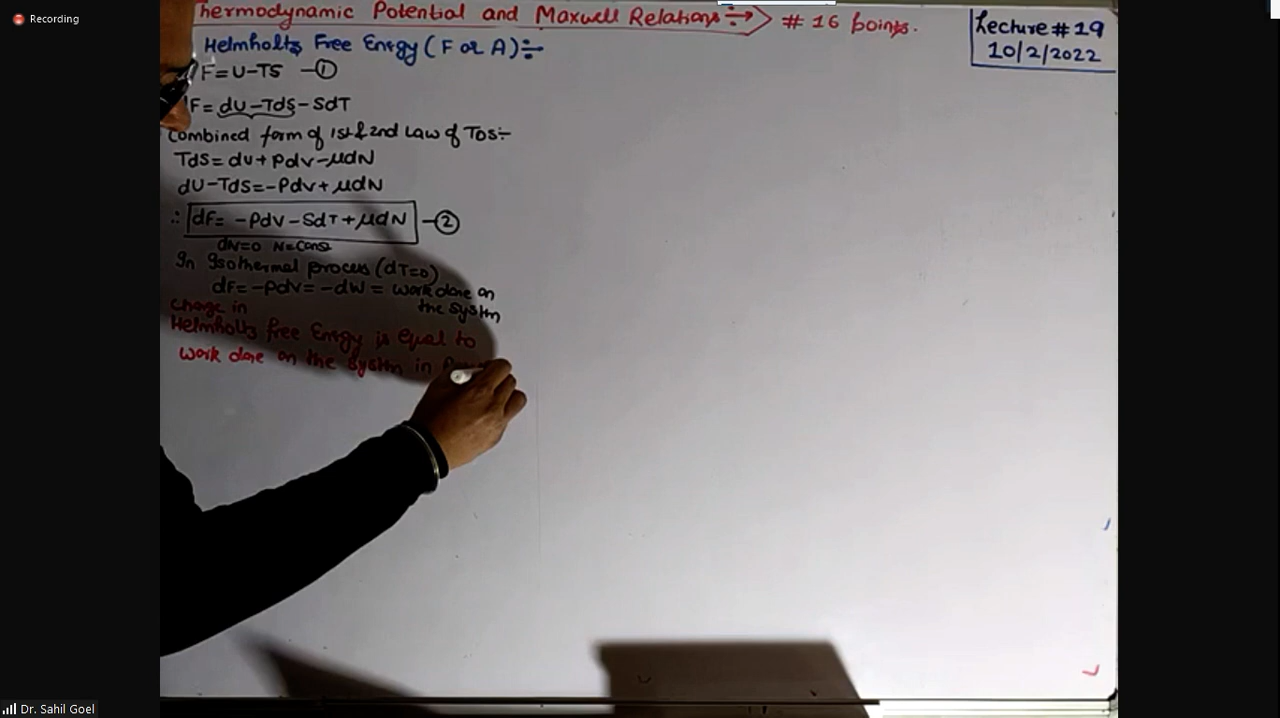 Recording
Thermodynamic Potential and Maxwell Relations ÷→ # 16 points.
Lecture # 19
10/2/2022
Helmholtz Free Energy (F or A)÷
F = U-TS -①
F = dU-TdS-SdT
Combined form of 1st & 2nd Law of TDS÷
TdS = dU + PdV - μdN
dU-TdS = -PdV + μdN
∴ dF = -PdV - SdT + μdN -②
dN=0 N=Const
In Isothermal process (dT=0)
dF = -PdV = -dW = work done on
the system
Change in
Helmholtz free Energy is equal to
work done on the system in
Dr. Sahil Goel